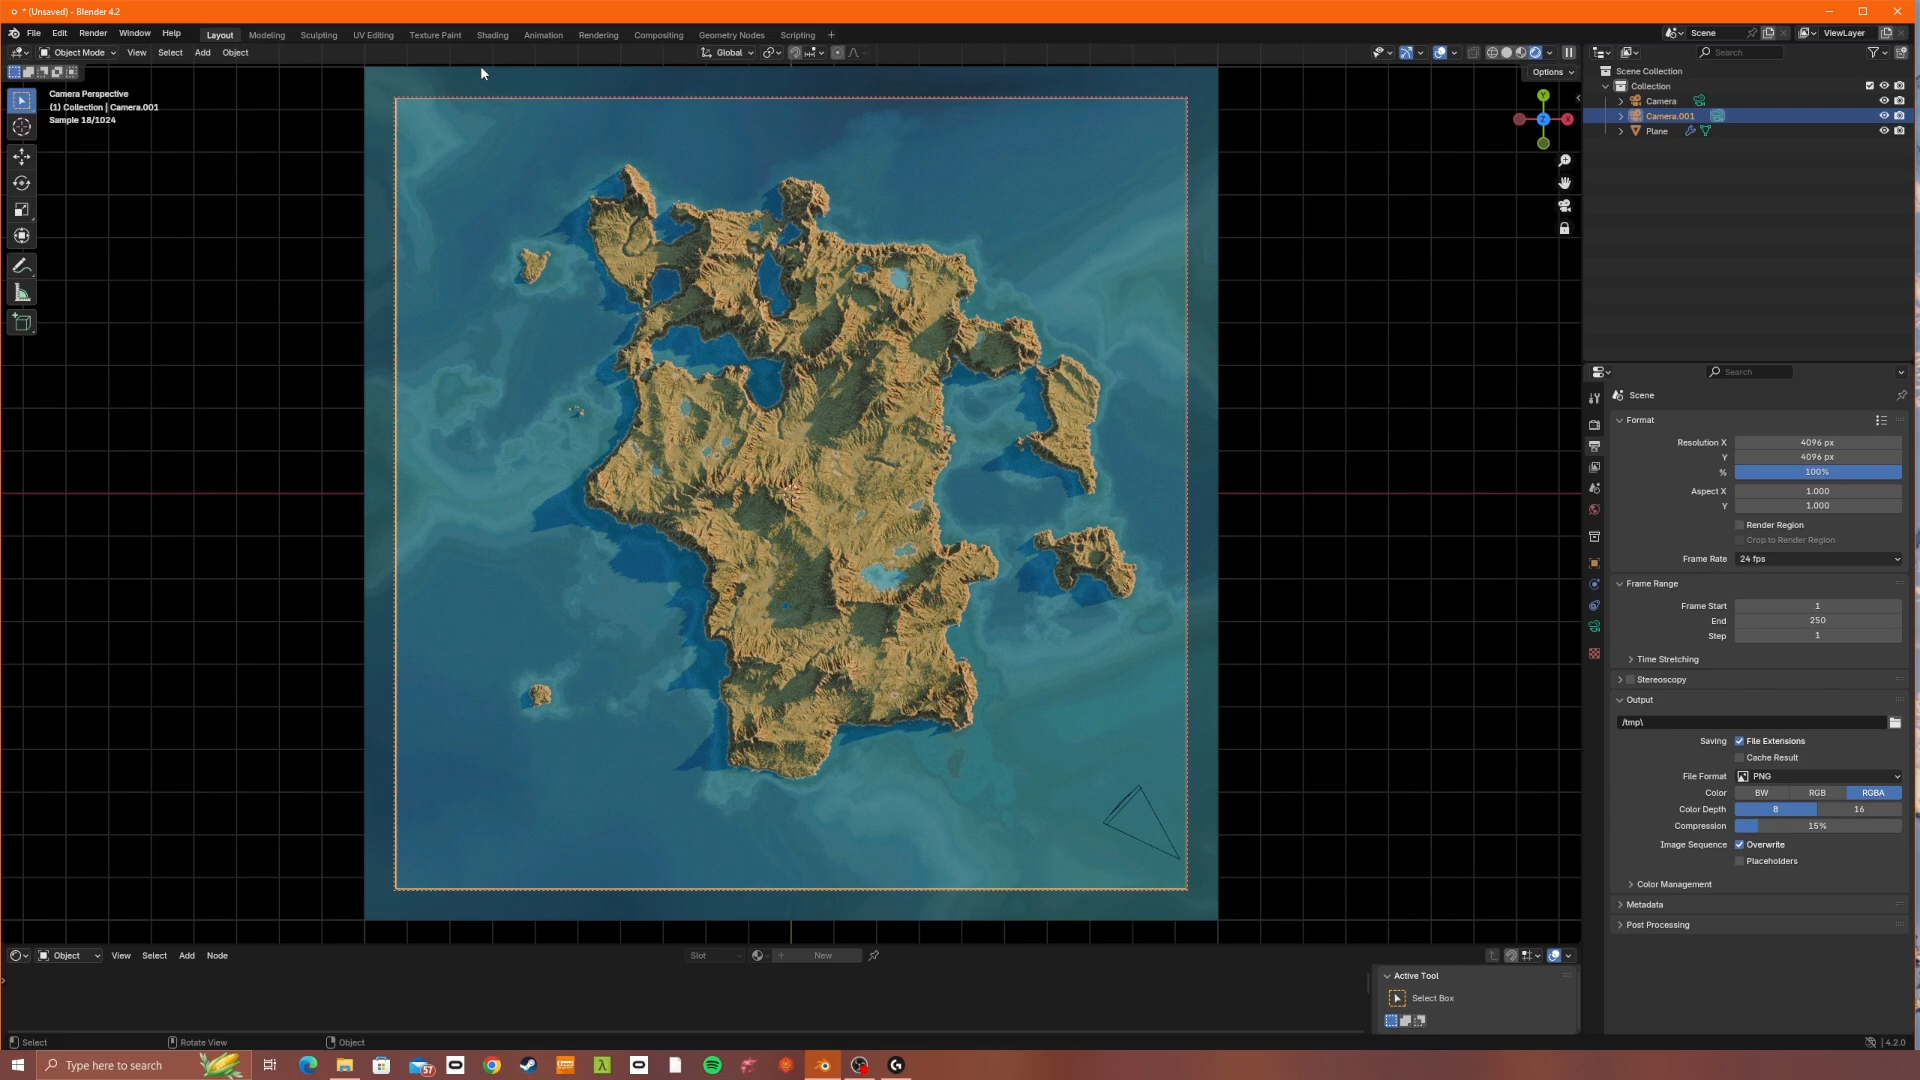 * (Unsaved) - Blender 4.2
File Edit Render Window Help
Layout Modeling Sculpting UV Editing Texture Paint Shading Animation Rendering Compositing Geometry Nodes Scripting +
Scene
ViewLayer
Object Mode View Select Add Object
Global
Search
Options
Camera Perspective
(1) Collection | Camera.001
Sample 18/1024
Y
Z
X
Scene Collection
Collection
Camera
Camera.001
Plane
Search
Scene
Format
Resolution X 4096 px
Y 4096 px
% 100%
Aspect X 1.000
Y 1.000
Render Region
Crop to Render Region
Frame Rate 24 fps
Frame Range
Frame Start 1
End 250
Step 1
Time Stretching
Stereoscopy
Output
/tmp\
Saving File Extensions
Cache Result
File Format PNG
Color BW RGB RGBA
Color Depth 8 16
Compression 15%
Image Sequence Overwrite
Placeholders
Color Management
Metadata
Post Processing
Object View Select Add Node
Slot New
Active Tool
Select Box
Select Rotate View Object
4.2.0
Type here to search
57